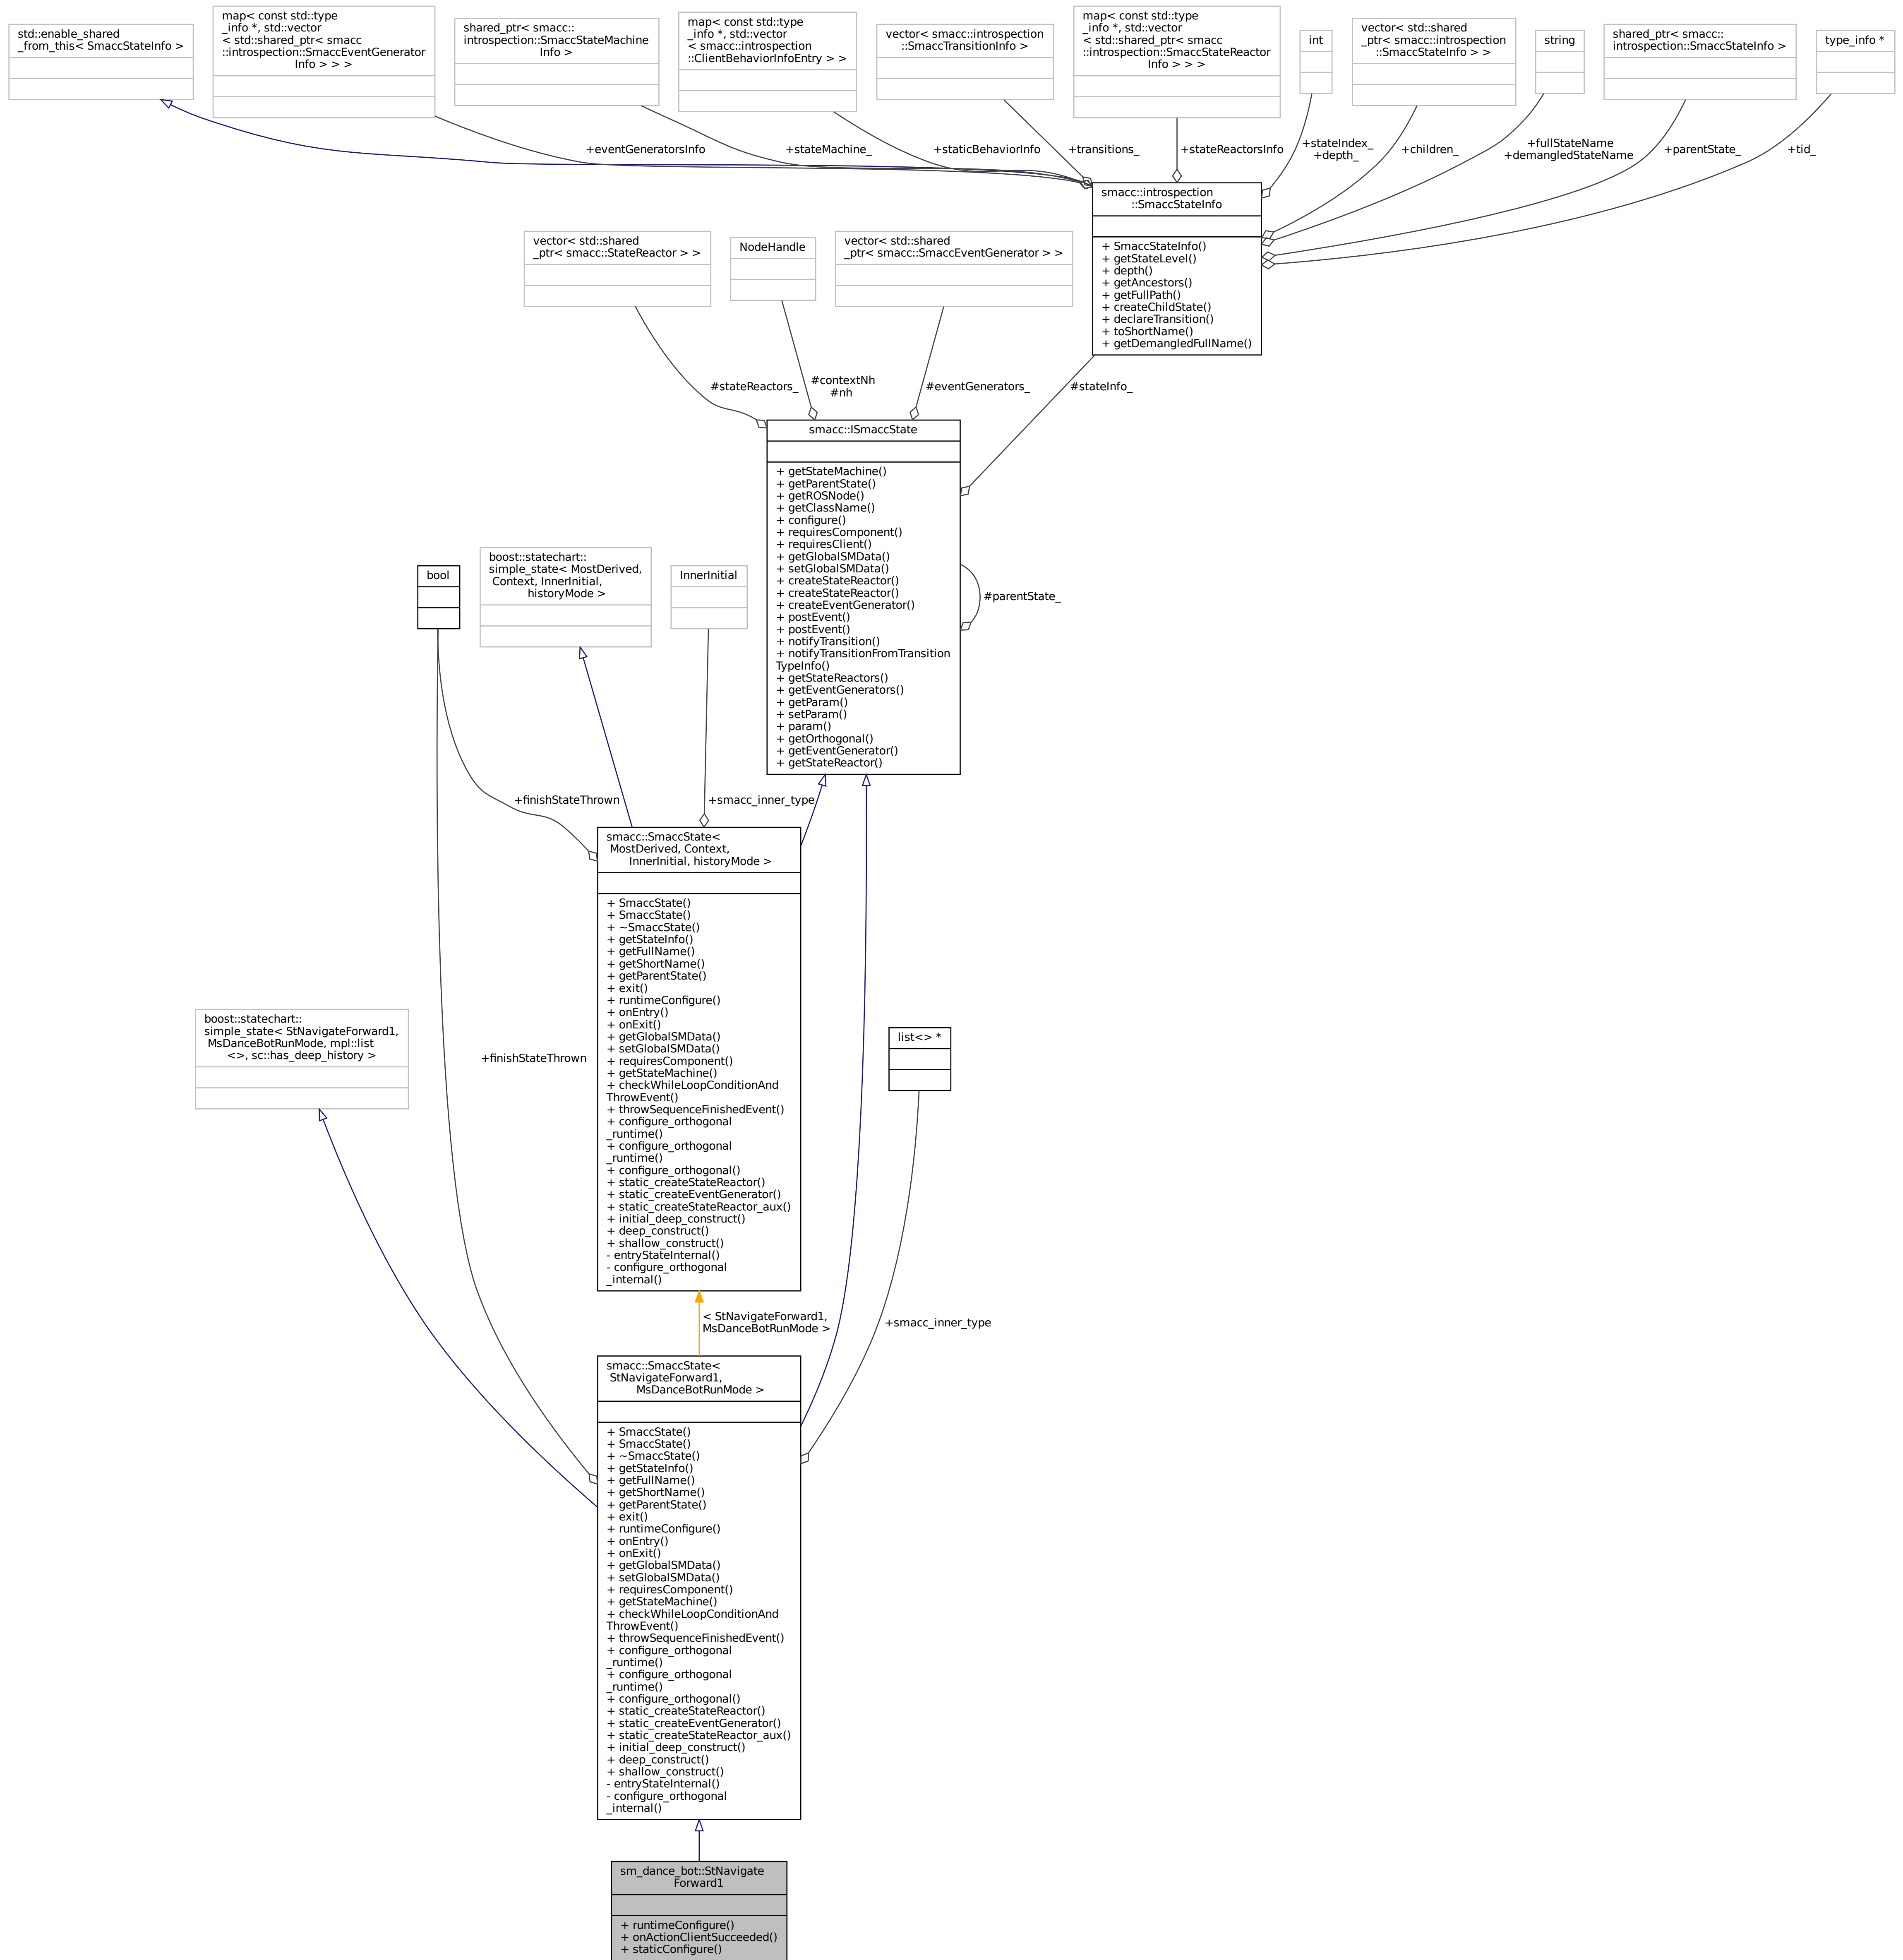 std::enable_shared
_from_this< SmaccStateInfo >
map< const std::type
_info *, std::vector
< std::shared_ptr< smacc
::introspection::SmaccEventGenerator
Info > > >
shared_ptr< smacc::
introspection::SmaccStateMachine
Info >
map< const std::type
_info *, std::vector
< smacc::introspection
::ClientBehaviorInfoEntry > >
vector< smacc::introspection
::SmaccTransitionInfo >
map< const std::type
_info *, std::vector
< std::shared_ptr< smacc
::introspection::SmaccStateReactor
Info > > >
int
vector< std::shared
_ptr< smacc::introspection
::SmaccStateInfo > >
string
shared_ptr< smacc::
introspection::SmaccStateInfo >
type_info *
+eventGeneratorsInfo
+stateMachine_
+staticBehaviorInfo
+transitions_
+stateReactorsInfo
+stateIndex_
+depth_
+children_
+fullStateName
+demangledStateName
+parentState_
+tid_
smacc::introspection
::SmaccStateInfo
+ SmaccStateInfo()
+ getStateLevel()
+ depth()
+ getAncestors()
+ getFullPath()
+ createChildState()
+ declareTransition()
+ toShortName()
+ getDemangledFullName()
vector< std::shared
_ptr< smacc::StateReactor > >
NodeHandle
vector< std::shared
_ptr< smacc::SmaccEventGenerator > >
#stateReactors_
#contextNh
#nh
#eventGenerators_
#stateInfo_
smacc::ISmaccState
+ getStateMachine()
+ getParentState()
+ getROSNode()
+ getClassName()
+ configure()
+ requiresComponent()
+ requiresClient()
+ getGlobalSMData()
+ setGlobalSMData()
+ createStateReactor()
+ createStateReactor()
+ createEventGenerator()
+ postEvent()
+ postEvent()
+ notifyTransition()
+ notifyTransitionFromTransition
TypeInfo()
+ getStateReactors()
+ getEventGenerators()
+ getParam()
+ setParam()
+ param()
+ getOrthogonal()
+ getEventGenerator()
+ getStateReactor()
#parentState_
bool
boost::statechart::
simple_state< MostDerived,
Context, InnerInitial,
historyMode >
InnerInitial
+finishStateThrown
+smacc_inner_type
smacc::SmaccState<
MostDerived, Context,
InnerInitial, historyMode >
+ SmaccState()
+ SmaccState()
+ ~SmaccState()
+ getStateInfo()
+ getFullName()
+ getShortName()
+ getParentState()
+ exit()
+ runtimeConfigure()
+ onEntry()
+ onExit()
+ getGlobalSMData()
+ setGlobalSMData()
+ requiresComponent()
+ getStateMachine()
+ checkWhileLoopConditionAnd
ThrowEvent()
+ throwSequenceFinishedEvent()
+ configure_orthogonal
_runtime()
+ configure_orthogonal
_runtime()
+ configure_orthogonal()
+ static_createStateReactor()
+ static_createEventGenerator()
+ static_createStateReactor_aux()
+ initial_deep_construct()
+ deep_construct()
+ shallow_construct()
- entryStateInternal()
- configure_orthogonal
_internal()
boost::statechart::
simple_state< StNavigateForward1,
MsDanceBotRunMode, mpl::list
<>, sc::has_deep_history >
+finishStateThrown
list<> *
< StNavigateForward1,
MsDanceBotRunMode >
+smacc_inner_type
smacc::SmaccState<
StNavigateForward1,
MsDanceBotRunMode >
+ SmaccState()
+ SmaccState()
+ ~SmaccState()
+ getStateInfo()
+ getFullName()
+ getShortName()
+ getParentState()
+ exit()
+ runtimeConfigure()
+ onEntry()
+ onExit()
+ getGlobalSMData()
+ setGlobalSMData()
+ requiresComponent()
+ getStateMachine()
+ checkWhileLoopConditionAnd
ThrowEvent()
+ throwSequenceFinishedEvent()
+ configure_orthogonal
_runtime()
+ configure_orthogonal
_runtime()
+ configure_orthogonal()
+ static_createStateReactor()
+ static_createEventGenerator()
+ static_createStateReactor_aux()
+ initial_deep_construct()
+ deep_construct()
+ shallow_construct()
- entryStateInternal()
- configure_orthogonal
_internal()
sm_dance_bot::StNavigate
Forward1
+ runtimeConfigure()
+ onActionClientSucceeded()
+ staticConfigure()